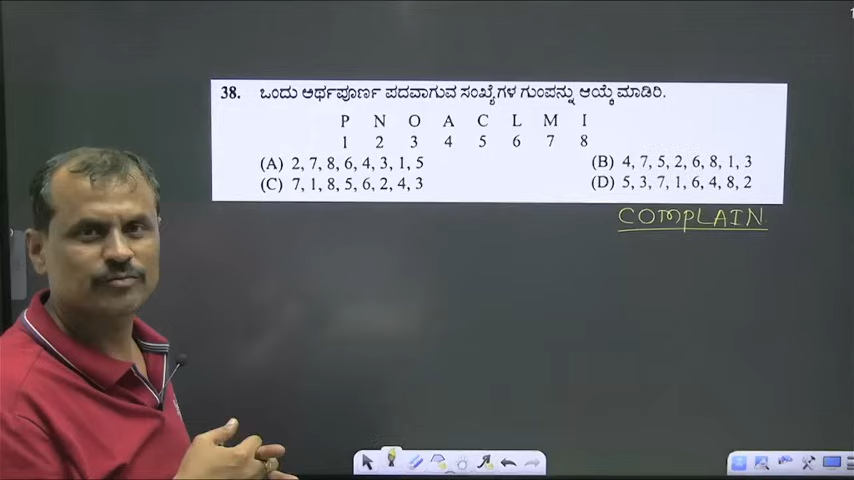 38. ಒಂದು ಅರ್ಥಪೂರ್ಣ ಪದವಾಗುವ ಸಂಖ್ಯೆಗಳ ಗುಂಪನ್ನು ಆಯ್ಕೆ ಮಾಡಿರಿ.
P N O A C L M I
1 2 3 4 5 6 7 8
(A) 2, 7, 8, 6, 4, 3, 1, 5 (B) 4, 7, 5, 2, 6, 8, 1, 3
(C) 7, 1, 8, 5, 6, 2, 4, 3 (D) 5, 3, 7, 1, 6, 4, 8, 2
COMPLAIN